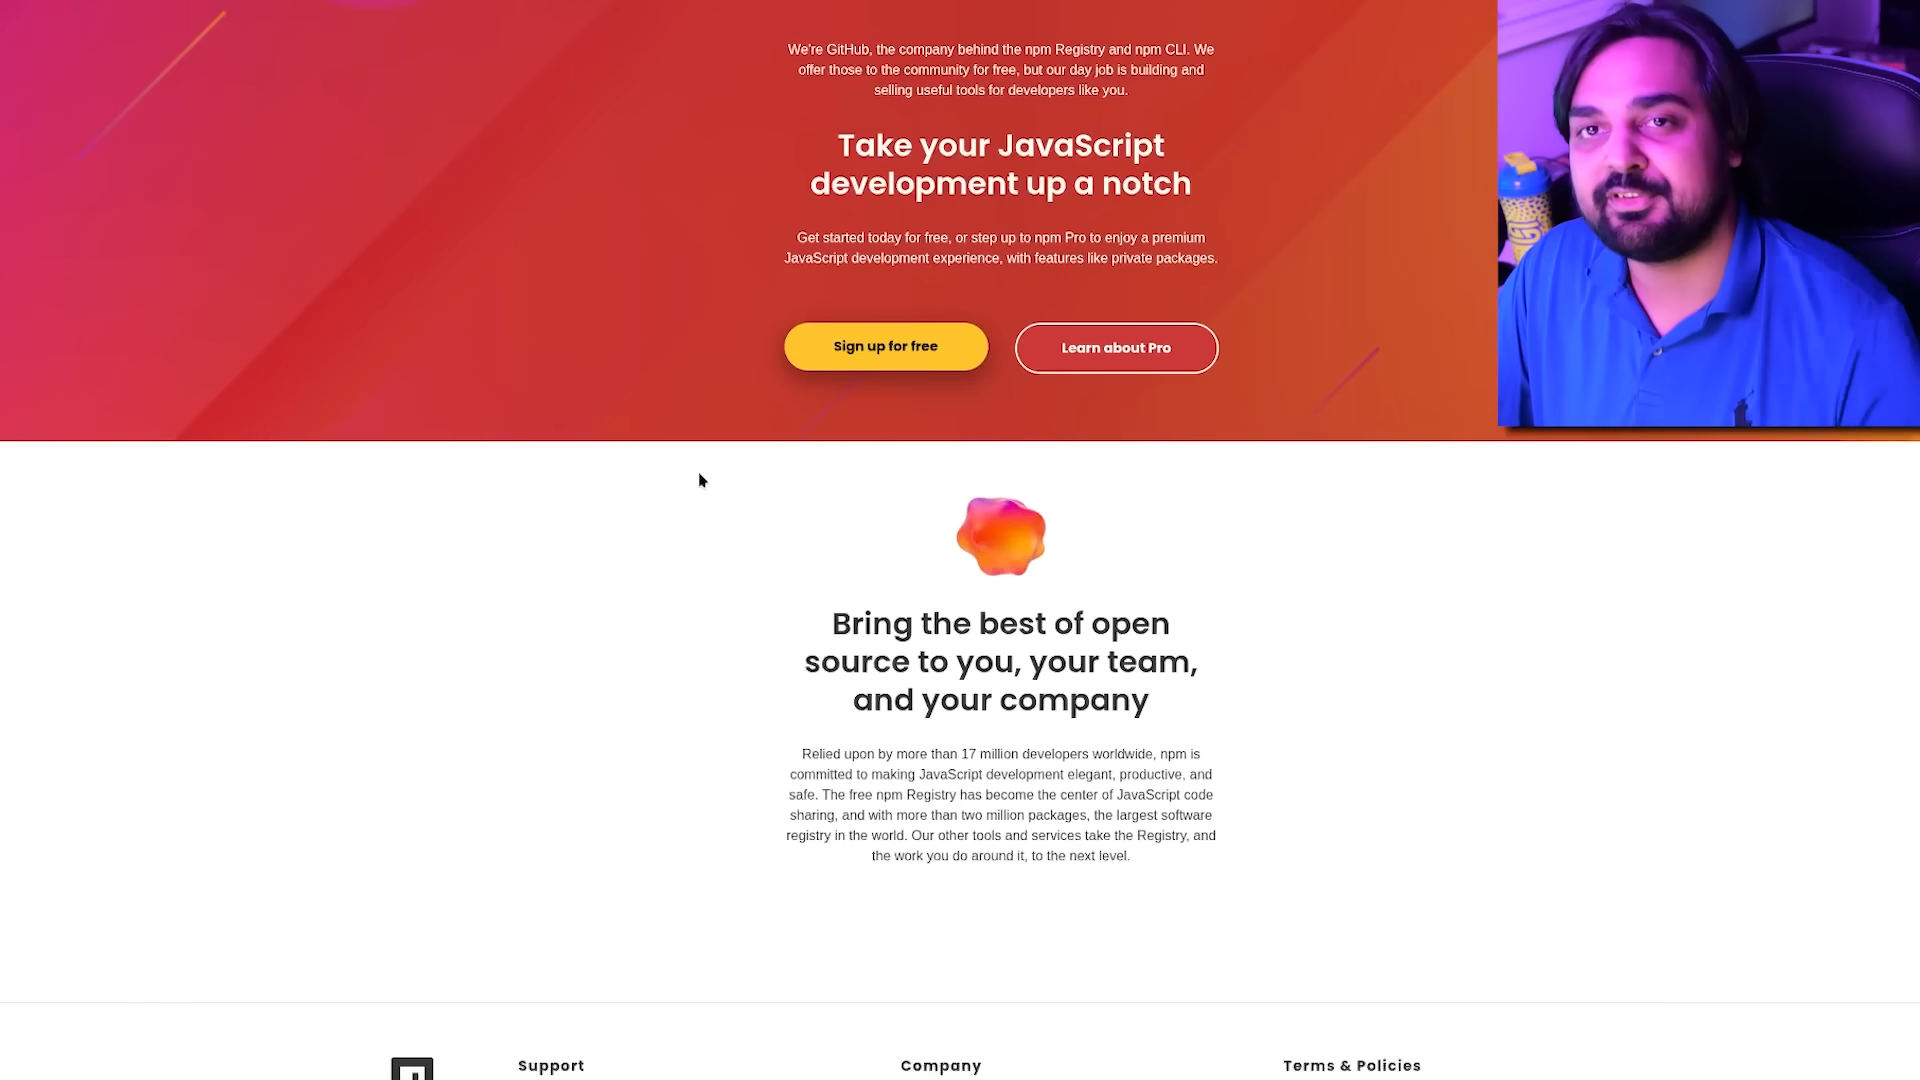 We're GitHub, the company behind the npm Registry and npm CLI. We
offer those to the community for free, but our day job is building and
selling useful tools for developers like you.
Take your JavaScript
development up a notch
Get started today for free, or step up to npm Pro to enjoy a premium
JavaScript development experience, with features like private packages.
Sign up for free
Learn about Pro
Bring the best of open
source to you, your team,
and your company
Relied upon by more than 17 million developers worldwide, npm is
committed to making JavaScript development elegant, productive, and
safe. The free npm Registry has become the center of JavaScript code
sharing, and with more than two million packages, the largest software
registry in the world. Our other tools and services take the Registry, and
the work you do around it, to the next level.
Support
Company
Terms & Policies